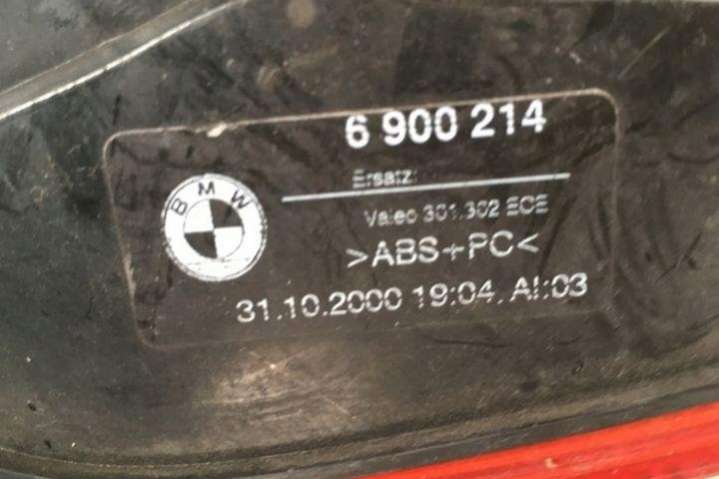 6 900 214
Ersatz:
BMW
Valeo 301.302 ECE
>ABS+PC<
31.10.2000 19:04. AI:03